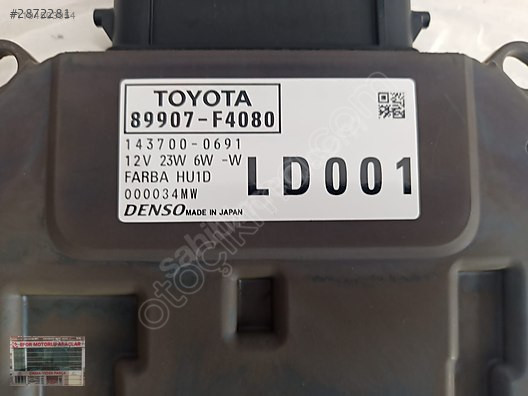 #2872281
TOYOTA
89907-F4080
143700-0691
12V 23W 6W -W
FARBA HU1D
000034MW
LD001
DENSO MADE IN JAPAN
sahibinden.com